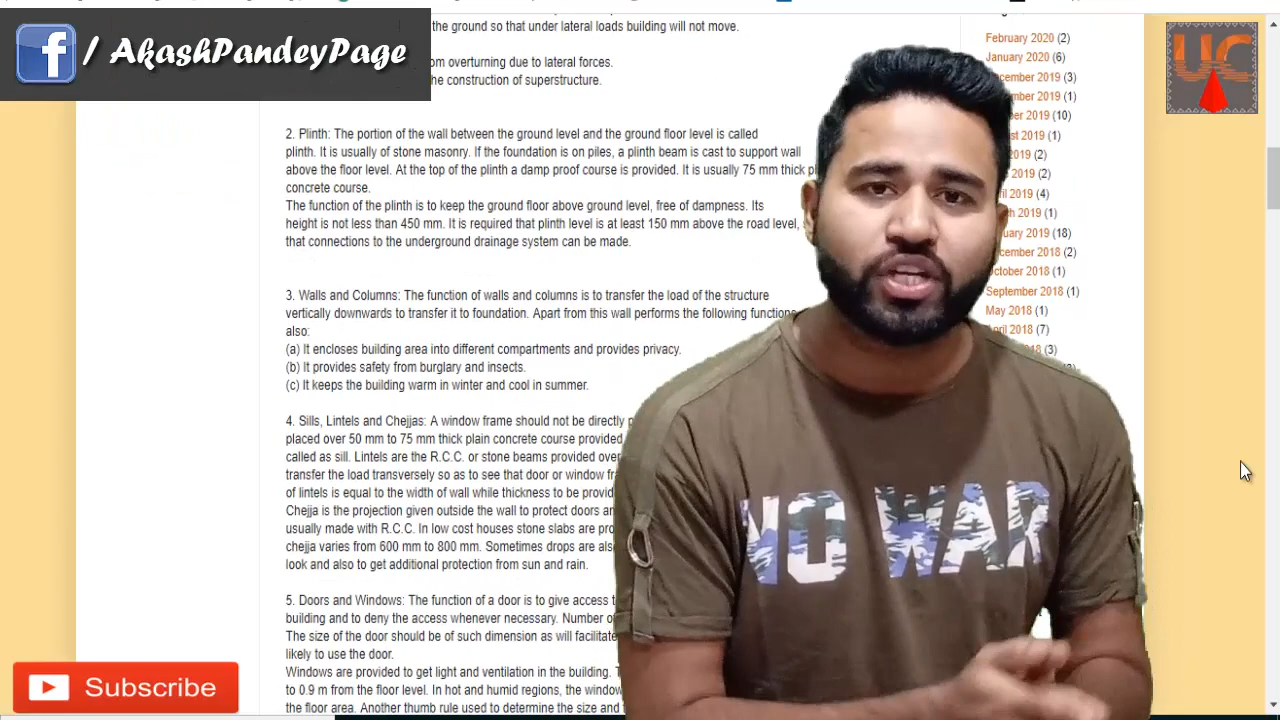 / AkashPandeyPage
UC
the ground so that under lateral loads building will not move.
om overturning due to lateral forces.
the construction of superstructure.
2. Plinth: The portion of the wall between the ground level and the ground floor level is called
plinth. It is usually of stone masonry. If the foundation is on piles, a plinth beam is cast to support wall
above the floor level. At the top of the plinth a damp proof course is provided. It is usually 75 mm thick pl
concrete course.
The function of the plinth is to keep the ground floor above ground level, free of dampness. Its
height is not less than 450 mm. It is required that plinth level is at least 150 mm above the road level,
that connections to the underground drainage system can be made.
3. Walls and Columns: The function of walls and columns is to transfer the load of the structure
vertically downwards to transfer it to foundation. Apart from this wall performs the following functions
also:
(a) It encloses building area into different compartments and provides privacy.
(b) It provides safety from burglary and insects.
(c) It keeps the building warm in winter and cool in summer.
4. Sills, Lintels and Chejjas: A window frame should not be directly
placed over 50 mm to 75 mm thick plain concrete course provided
called as sill. Lintels are the R.C.C. or stone beams provided over
transfer the load transversely so as to see that door or window fr
of lintels is equal to the width of wall while thickness to be provid
Chejja is the projection given outside the wall to protect doors an
usually made with R.C.C. In low cost houses stone slabs are pro
chejja varies from 600 mm to 800 mm. Sometimes drops are als
look and also to get additional protection from sun and rain.
5. Doors and Windows: The function of a door is to give access t
building and to deny the access whenever necessary. Number o
The size of the door should be of such dimension as will facilitate
likely to use the door.
Windows are provided to get light and ventilation in the building. T
to 0.9 m from the floor level. In hot and humid regions, the window
the floor area. Another thumb rule used to determine the size and
February 2020 (2)
January 2020 (6)
ecember 2019 (3)
mber 2019 (1)
ber 2019 (10)
st 2019 (1)
2019 (2)
2019 (2)
ril 2019 (4)
ch 2019 (1)
uary 2019 (18)
ecember 2018 (2)
ctober 2018 (1)
September 2018 (1)
May 2018 (1)
April 2018 (7)
(3)
NO WAR
Subscribe